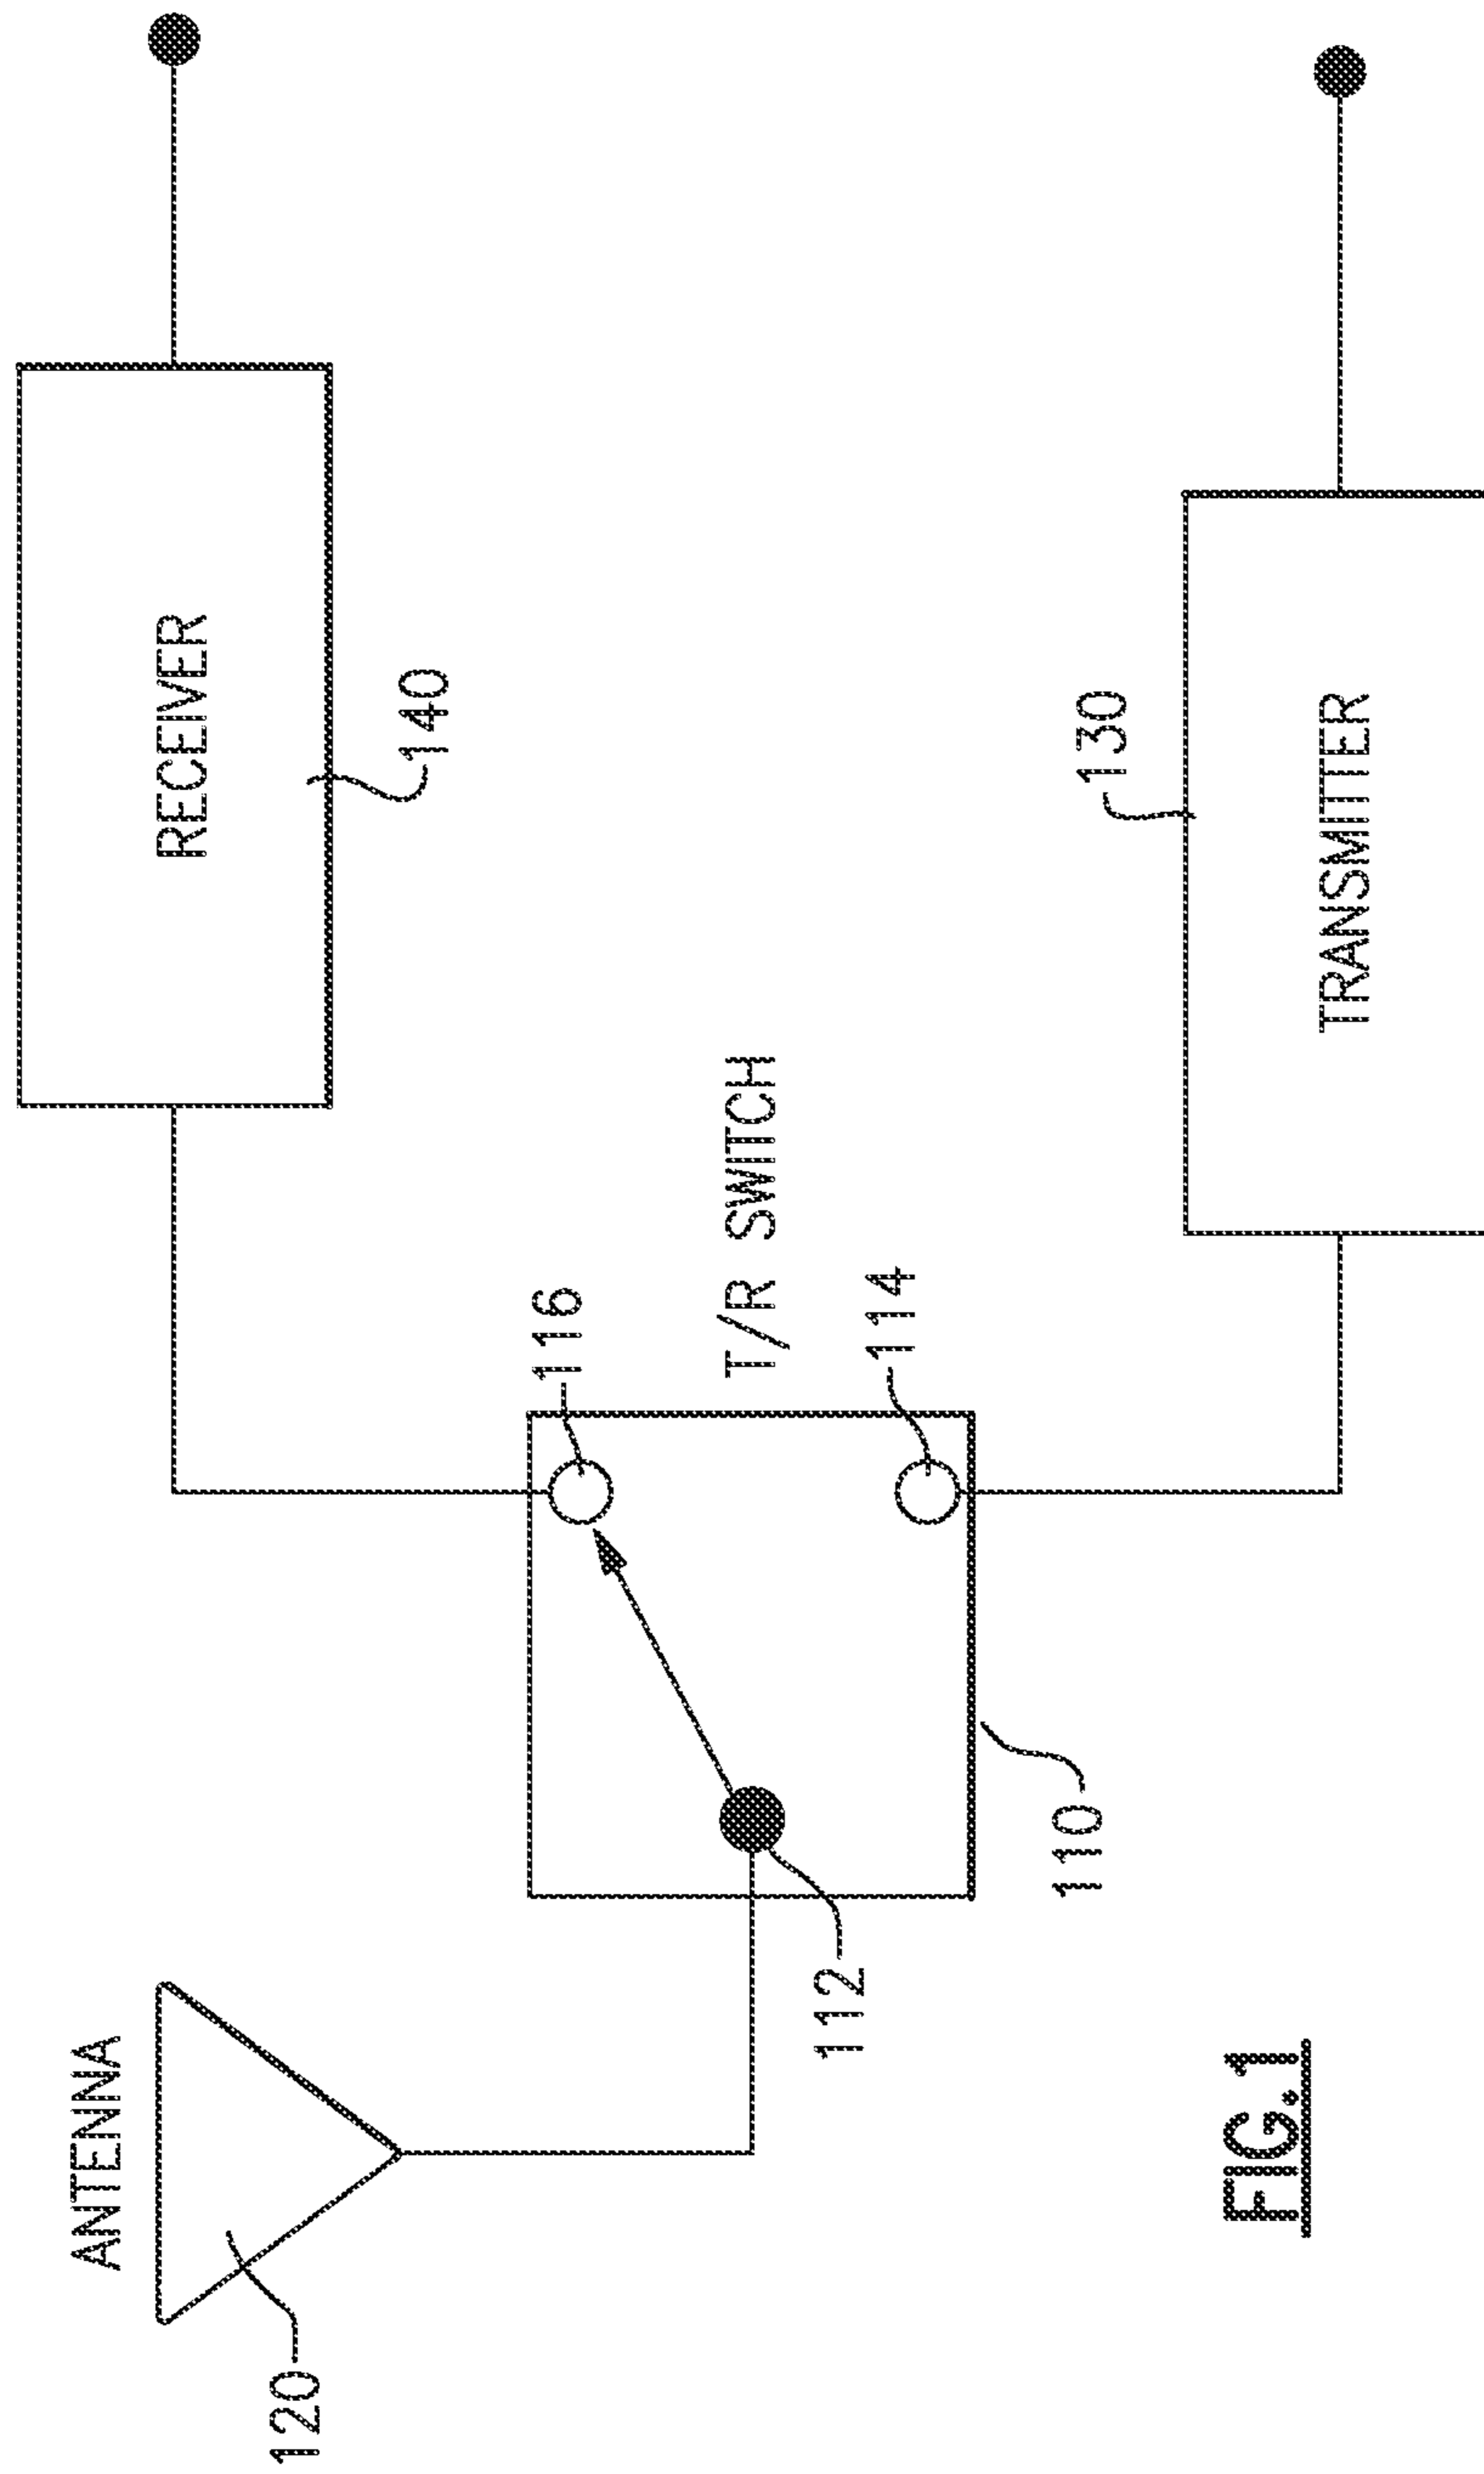 ANTENNA
120
RECEIVER
140
116
T/R SWITCH
114
112
110
130
TRANSMITTER
FIG.1